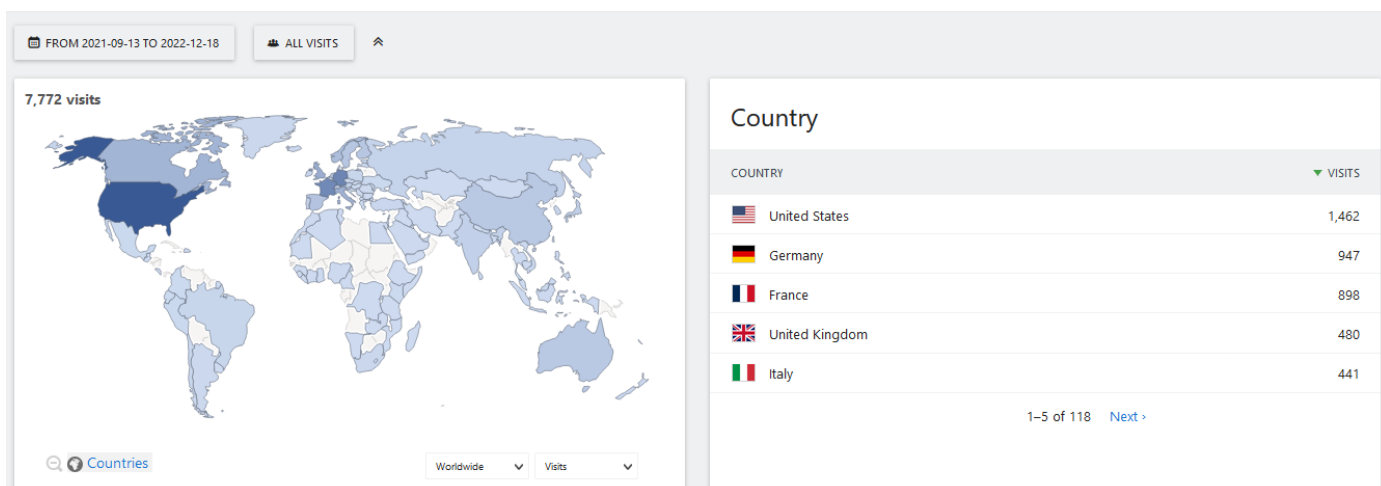 FROM 2021-09-13 TO 2022-12-18
ALL VISITS
7,772 visits
Countries
Worldwide
Visits
Country
COUNTRY VISITS
United States 1,462
Germany 947
France 898
United Kingdom 480
Italy 441
1–5 of 118 Next ›